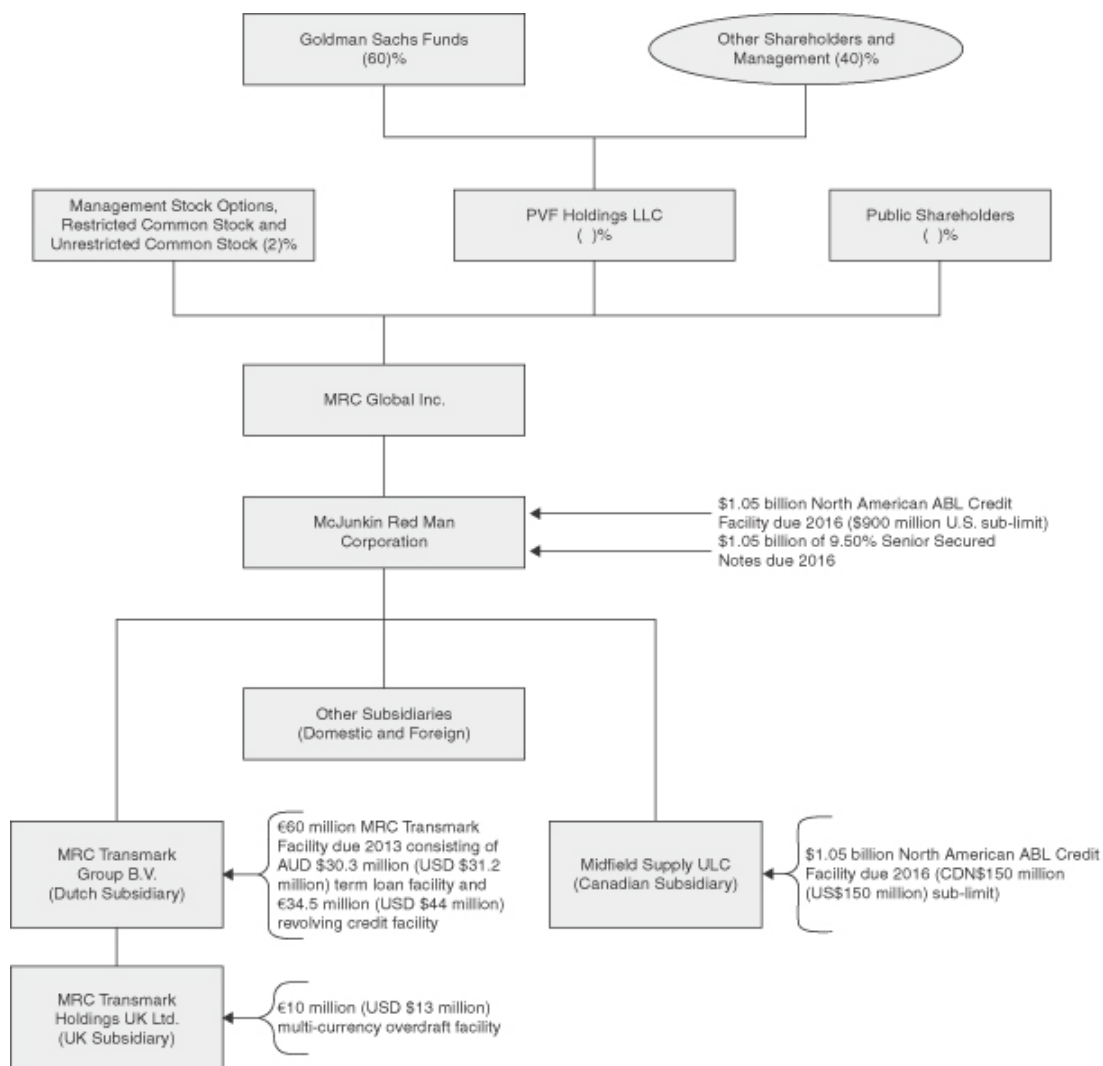 Goldman Sachs Funds
(60)%
Other Shareholders and
Management (40)%
Management Stock Options,
Restricted Common Stock and
Unrestricted Common Stock (2)%
PVF Holdings LLC
( )%
Public Shareholders
( )%
MRC Global Inc.
McJunkin Red Man
Corporation
$1.05 billion North American ABL Credit
Facility due 2016 ($900 million U.S. sub-limit)
$1.05 billion of 9.50% Senior Secured
Notes due 2016
Other Subsidiaries
(Domestic and Foreign)
MRC Transmark
Group B.V.
(Dutch Subsidiary)
€60 million MRC Transmark
Facility due 2013 consisting of
AUD $30.3 million (USD $31.2
million) term loan facility and
€34.5 million (USD $44 million)
revolving credit facility
Midfield Supply ULC
(Canadian Subsidiary)
$1.05 billion North American ABL Credit
Facility due 2016 (CDN$150 million
(US$150 million) sub-limit)
MRC Transmark
Holdings UK Ltd.
(UK Subsidiary)
€10 million (USD $13 million)
multi-currency overdraft facility